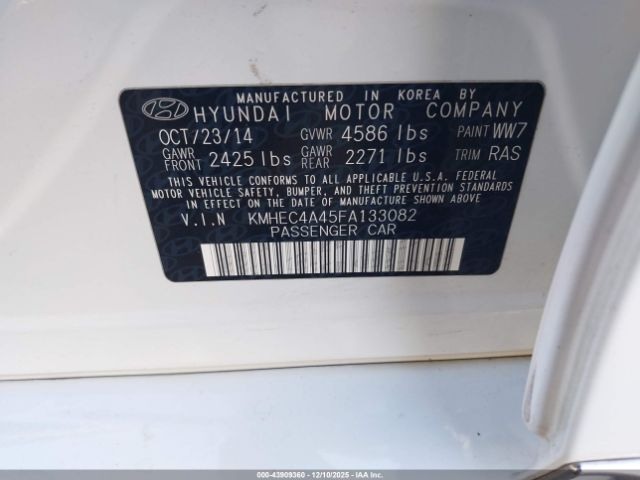 MANUFACTURED IN KOREA BY
HYUNDAI MOTOR COMPANY
OCT/23/14 GVWR 4586 lbs PAINT WW7
GAWR FRONT 2425 lbs GAWR REAR 2271 lbs TRIM RAS
THIS VEHICLE CONFORMS TO ALL APPLICABLE U.S.A. FEDERAL
MOTOR VEHICLE SAFETY, BUMPER, AND THEFT PREVENTION STANDARDS
IN EFFECT ON THE DATE OF MANUFACTURE SHOWN ABOVE.
V.I.N KMHEC4A45FA133082
PASSENGER CAR
000-43909360 - 12/10/2025 - IAAI.COM